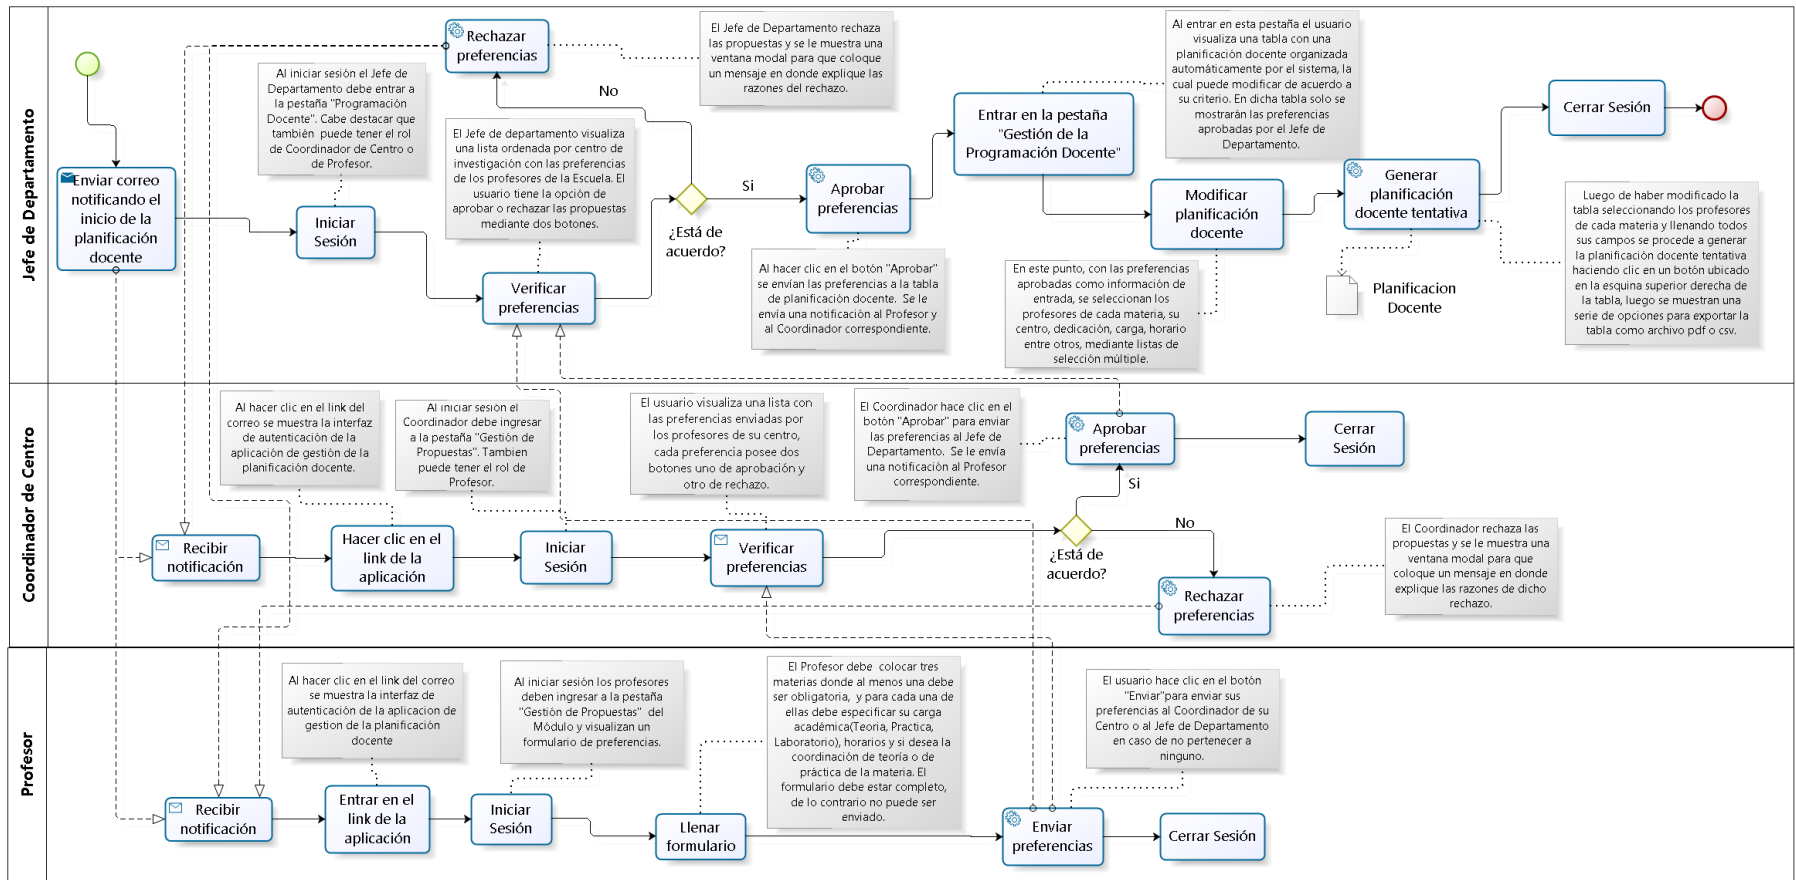 Jefe de Departamento
Enviar correo
notificando el
inicio de la
planificación
docente
Al iniciar sesión el Jefe de
Departamento debe entrar a
la pestaña "Programación
Docente". Cabe destacar que
también puede tener el rol
de Coordinador de Centro o
de Profesor.
Iniciar
Sesión
Rechazar
preferencias
El Jefe de Departamento rechaza
las propuestas y se le muestra una
ventana modal para que coloque
un mensaje en donde explique las
razones del rechazo.
No
El Jefe de departamento visualiza
una lista ordenada por centro de
investigación con las preferencias
de los profesores de la Escuela. El
usuario tiene la opción de
aprobar o rechazar las propuestas
mediante dos botones.
Verificar
preferencias
¿Está de
acuerdo?
Si
Aprobar
preferencias
Al hacer clic en el botón "Aprobar"
se envían las preferencias a la tabla
de planificación docente. Se le
envía una notificación al Profesor y
al Coordinador correspondiente.
Entrar en la pestaña
"Gestión de la
Programación Docente"
Al entrar en esta pestaña el usuario
visualiza una tabla con una
planificación docente organizada
automáticamente por el sistema, la
cual puede modificar de acuerdo a
su criterio. En dicha tabla solo se
mostrarán las preferencias
aprobadas por el Jefe de
Departamento.
Modificar
planificación
docente
En este punto, con las preferencias
aprobadas como información de
entrada, se seleccionan los
profesores de cada materia, su
centro, dedicación, carga, horario
entre otros, mediante listas de
selección múltiple.
Generar
planificación
docente tentativa
Planificacion
Docente
Luego de haber modificado la
tabla seleccionando los profesores
de cada materia y llenando todos
sus campos se procede a generar
la planificación docente tentativa
haciendo clic en un botón ubicado
en la esquina superior derecha de
la tabla, luego se muestran una
serie de opciones para exportar la
tabla como archivo pdf o csv.
Cerrar Sesión
Coordinador de Centro
Recibir
notificación
Al hacer clic en el link del
correo se muestra la interfaz
de autenticación de la
aplicación de gestión de la
planificación docente.
Hacer clic en el
link de la
aplicación
Al iniciar sesión el
Coordinador debe ingresar
a la pestaña "Gestión de
Propuestas". Tambien
puede tener el rol de
Profesor.
Iniciar
Sesión
El usuario visualiza una lista con
las preferencias enviadas por
los profesores de su centro,
cada preferencia posee dos
botones uno de aprobación y
otro de rechazo.
Verificar
preferencias
El Coordinador hace clic en el
botón "Aprobar" para enviar
las preferencias al Jefe de
Departamento. Se le envía
una notificación al Profesor
correspondiente.
¿Está de
acuerdo?
Si
No
Aprobar
preferencias
Cerrar
Sesión
Rechazar
preferencias
El Coordinador rechaza las
propuestas y se le muestra una
ventana modal para que
coloque un mensaje en donde
explique las razones de dicho
rechazo.
Profesor
Recibir
notificación
Al hacer clic en el link del correo
se muestra la interfaz de
autenticación de la aplicacion de
gestion de la planificación
docente
Entrar en el
link de la
aplicación
Al iniciar sesión los profesores
deben ingresar a la pestaña
"Gestión de Propuestas" del
Módulo y visualizan un
formulario de preferencias.
Iniciar
Sesión
Llenar
formulario
El Profesor debe colocar tres
materias donde al menos una debe
ser obligatoria, y para cada una de
ellas debe especificar su carga
académica(Teoria, Practica,
Laboratorio), horarios y si desea la
coordinación de teoría o de
práctica de la materia. El
formulario debe estar completo,
de lo contrario no puede ser
enviado.
Enviar
preferencias
El usuario hace clic en el botón
"Enviar"para enviar sus
preferencias al Coordinador de su
Centro o al Jefe de Departamento
en caso de no pertenecer a
ninguno.
Cerrar Sesión